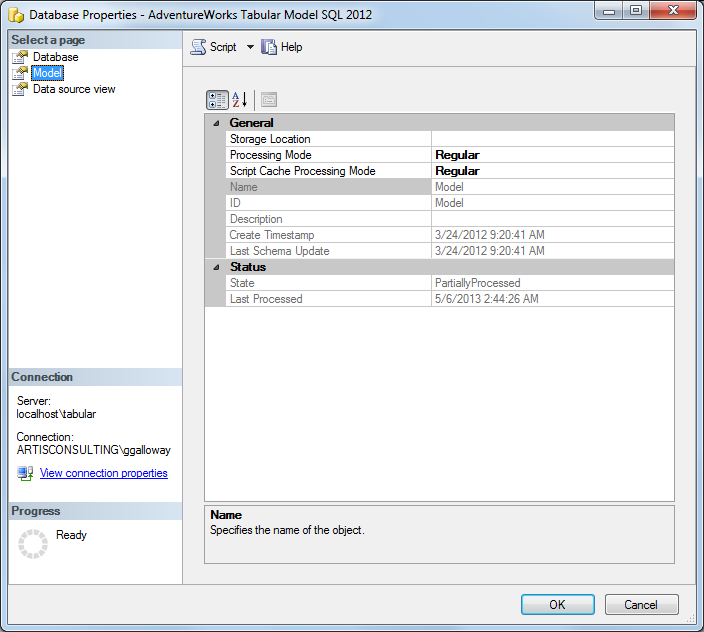 Database Properties - AdventureWorks Tabular Model SQL 2012
Select a page
Database
Model
Data source view
Script
Help
General
Storage Location
Processing Mode Regular
Script Cache Processing Mode Regular
Name Model
ID Model
Description
Create Timestamp 3/24/2012 9:20:41 AM
Last Schema Update 3/24/2012 9:20:41 AM
Status
State PartiallyProcessed
Last Processed 5/6/2013 2:44:26 AM
Connection
Server:
localhost\tabular
Connection:
ARTISCONSULTING\ggalloway
View connection properties
Progress
Ready
Name
Specifies the name of the object.
OK
Cancel